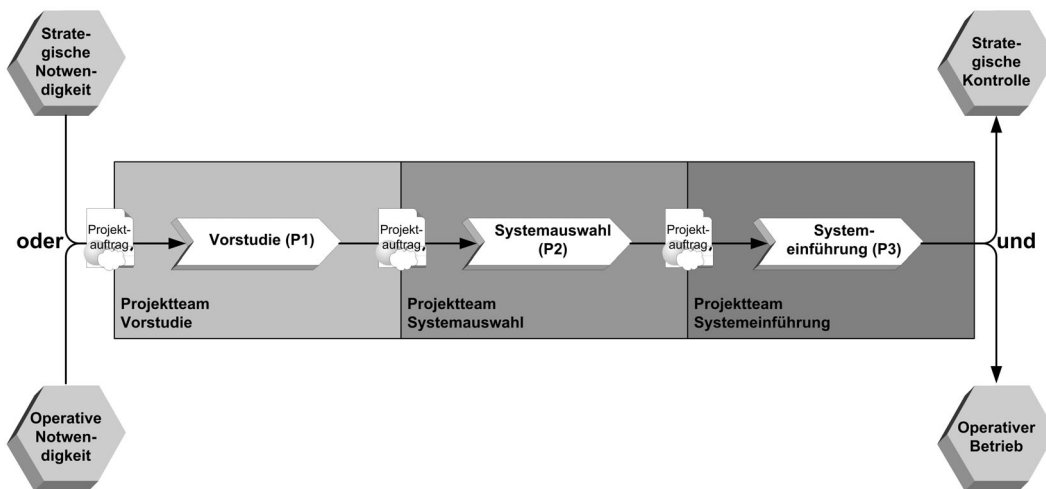 Strate-
gische
Notwen-
digkeit
Strate-
gische
Kontrolle
oder
Projekt-
auftrag
Vorstudie (P1)
Projekt-
auftrag
Systemauswahl
(P2)
Projekt-
auftrag
System-
einführung (P3)
und
Projektteam
Vorstudie
Projektteam
Systemauswahl
Projektteam
Systemeinführung
Operative
Notwen-
digkeit
Operativer
Betrieb